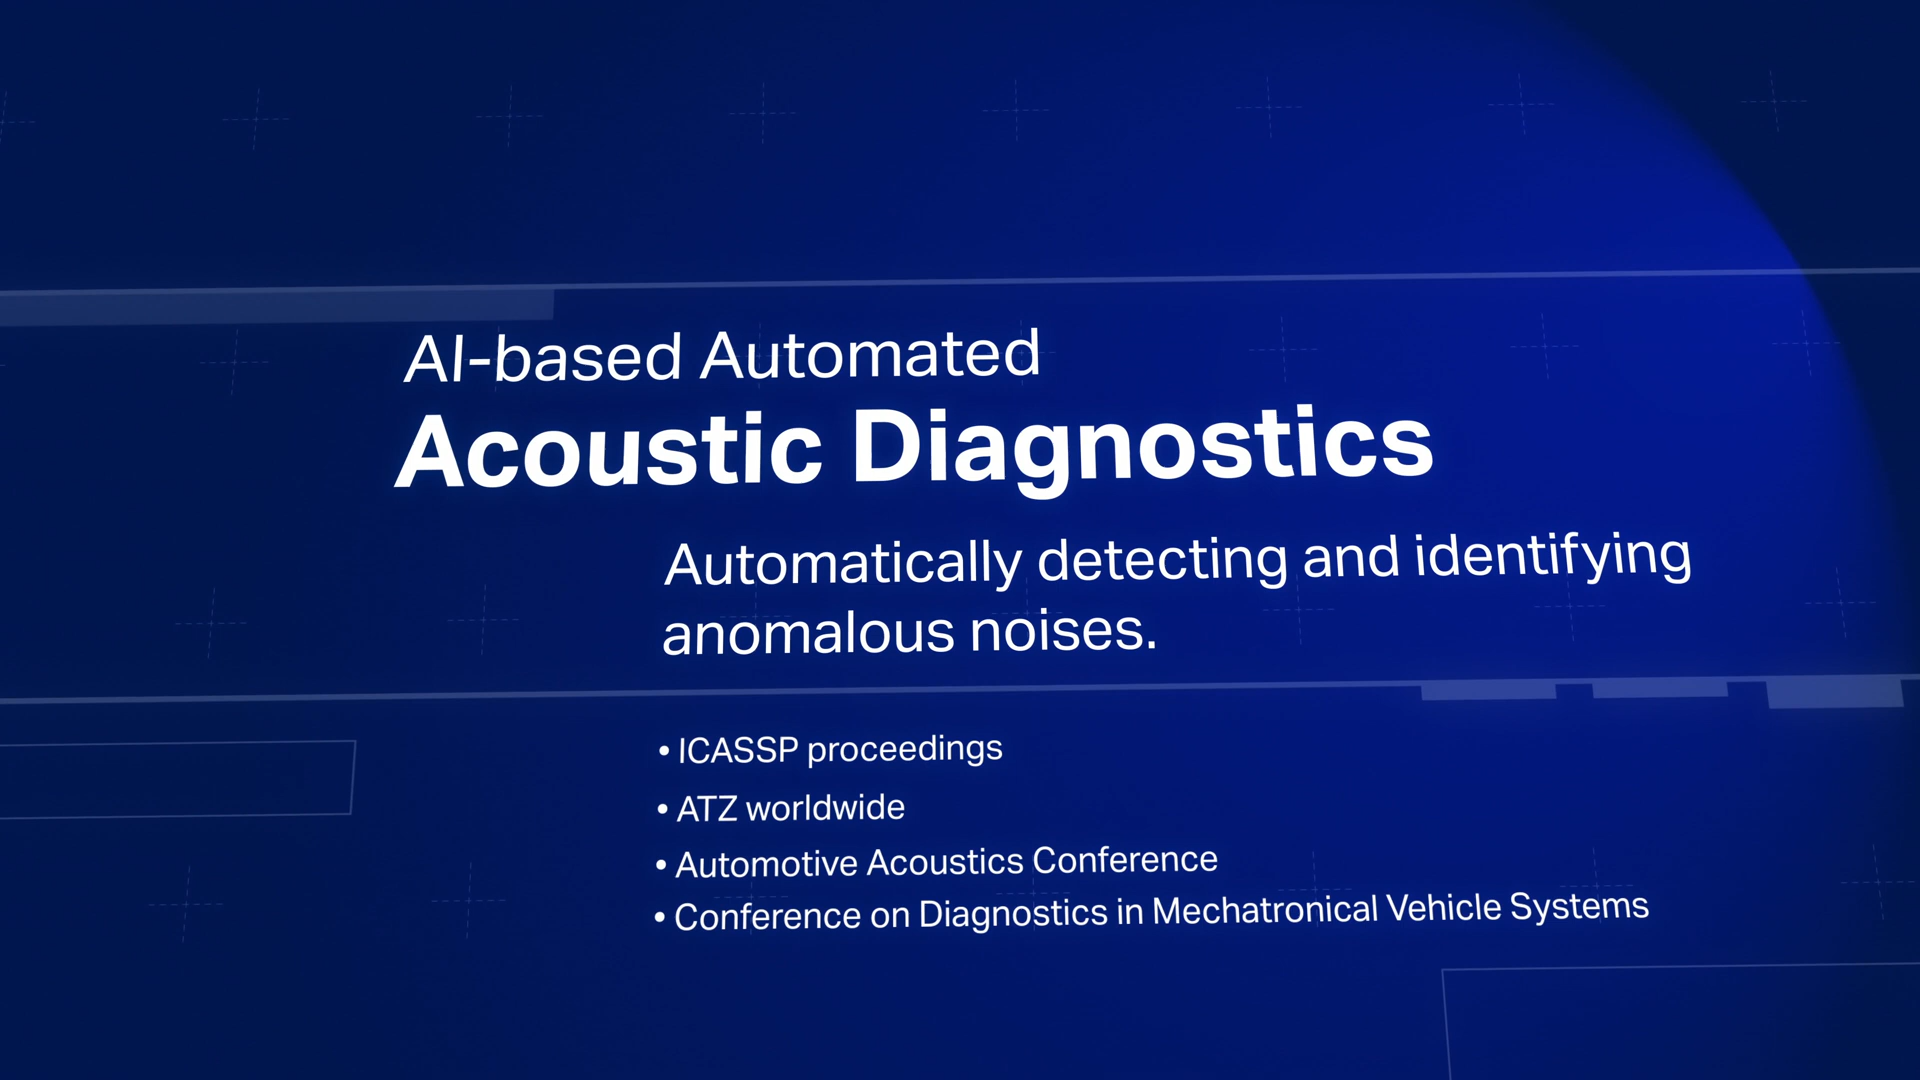 AI-based Automated
Acoustic Diagnostics
Automatically detecting and identifying
anomalous noises.
• ICASSP proceedings
• ATZ worldwide
• Automotive Acoustics Conference
• Conference on Diagnostics in Mechatronical Vehicle Systems